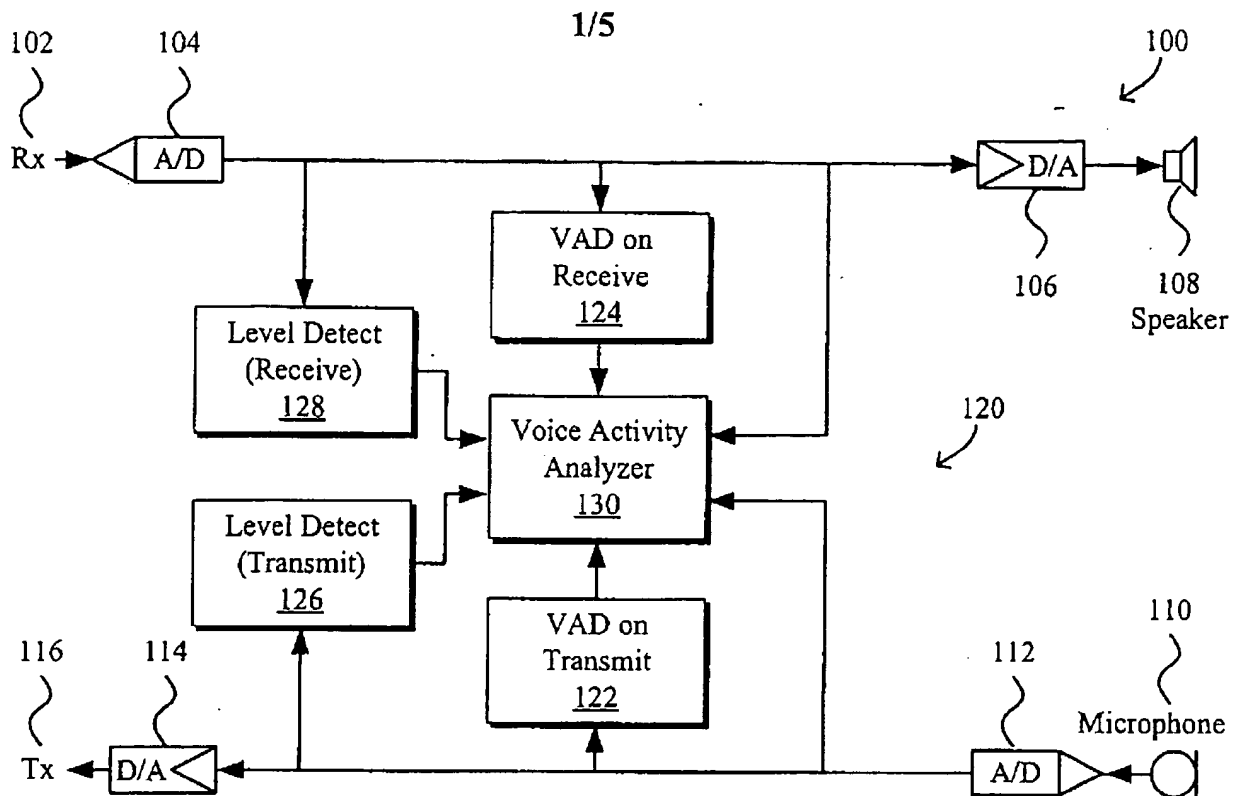 1/5
102
104
100
Rx
A/D
D/A
106
108
Speaker
VAD on
Receive
124
Level Detect
(Receive)
128
Voice Activity
Analyzer
130
120
Level Detect
(Transmit)
126
VAD on
Transmit
122
116
114
112
110
Microphone
Tx
D/A
A/D